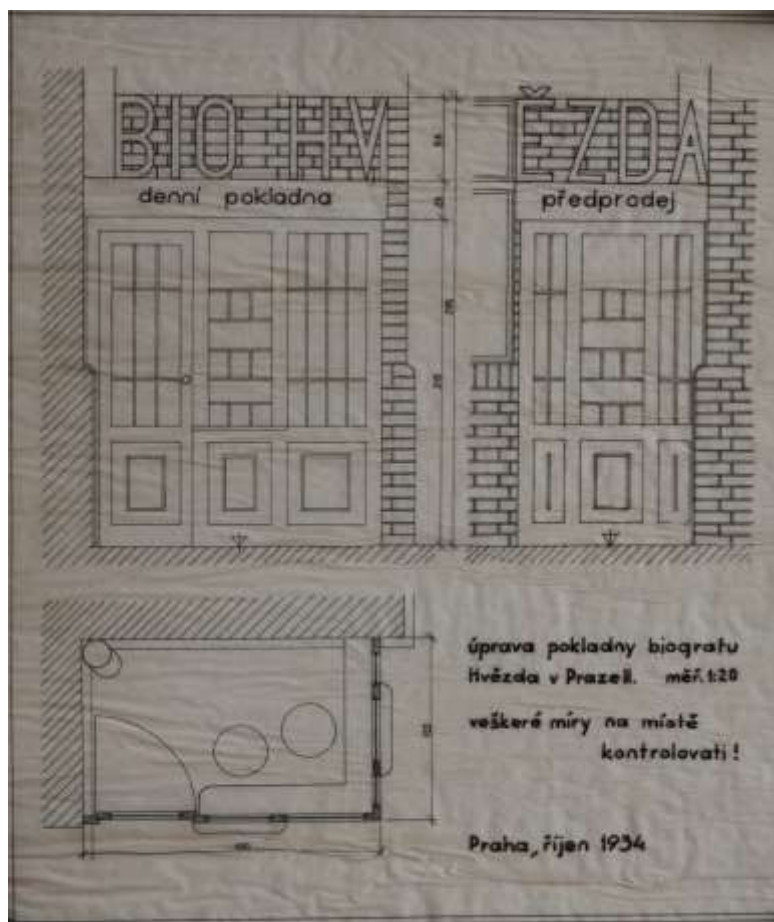 BIO HV
ĚZDA
denní pokladna
předprodej
úprava pokladny biografu
Hvězda v Praze II. měř. 1:20
veškeré míry na místě
kontrolovati!
Praha, říjen 1934